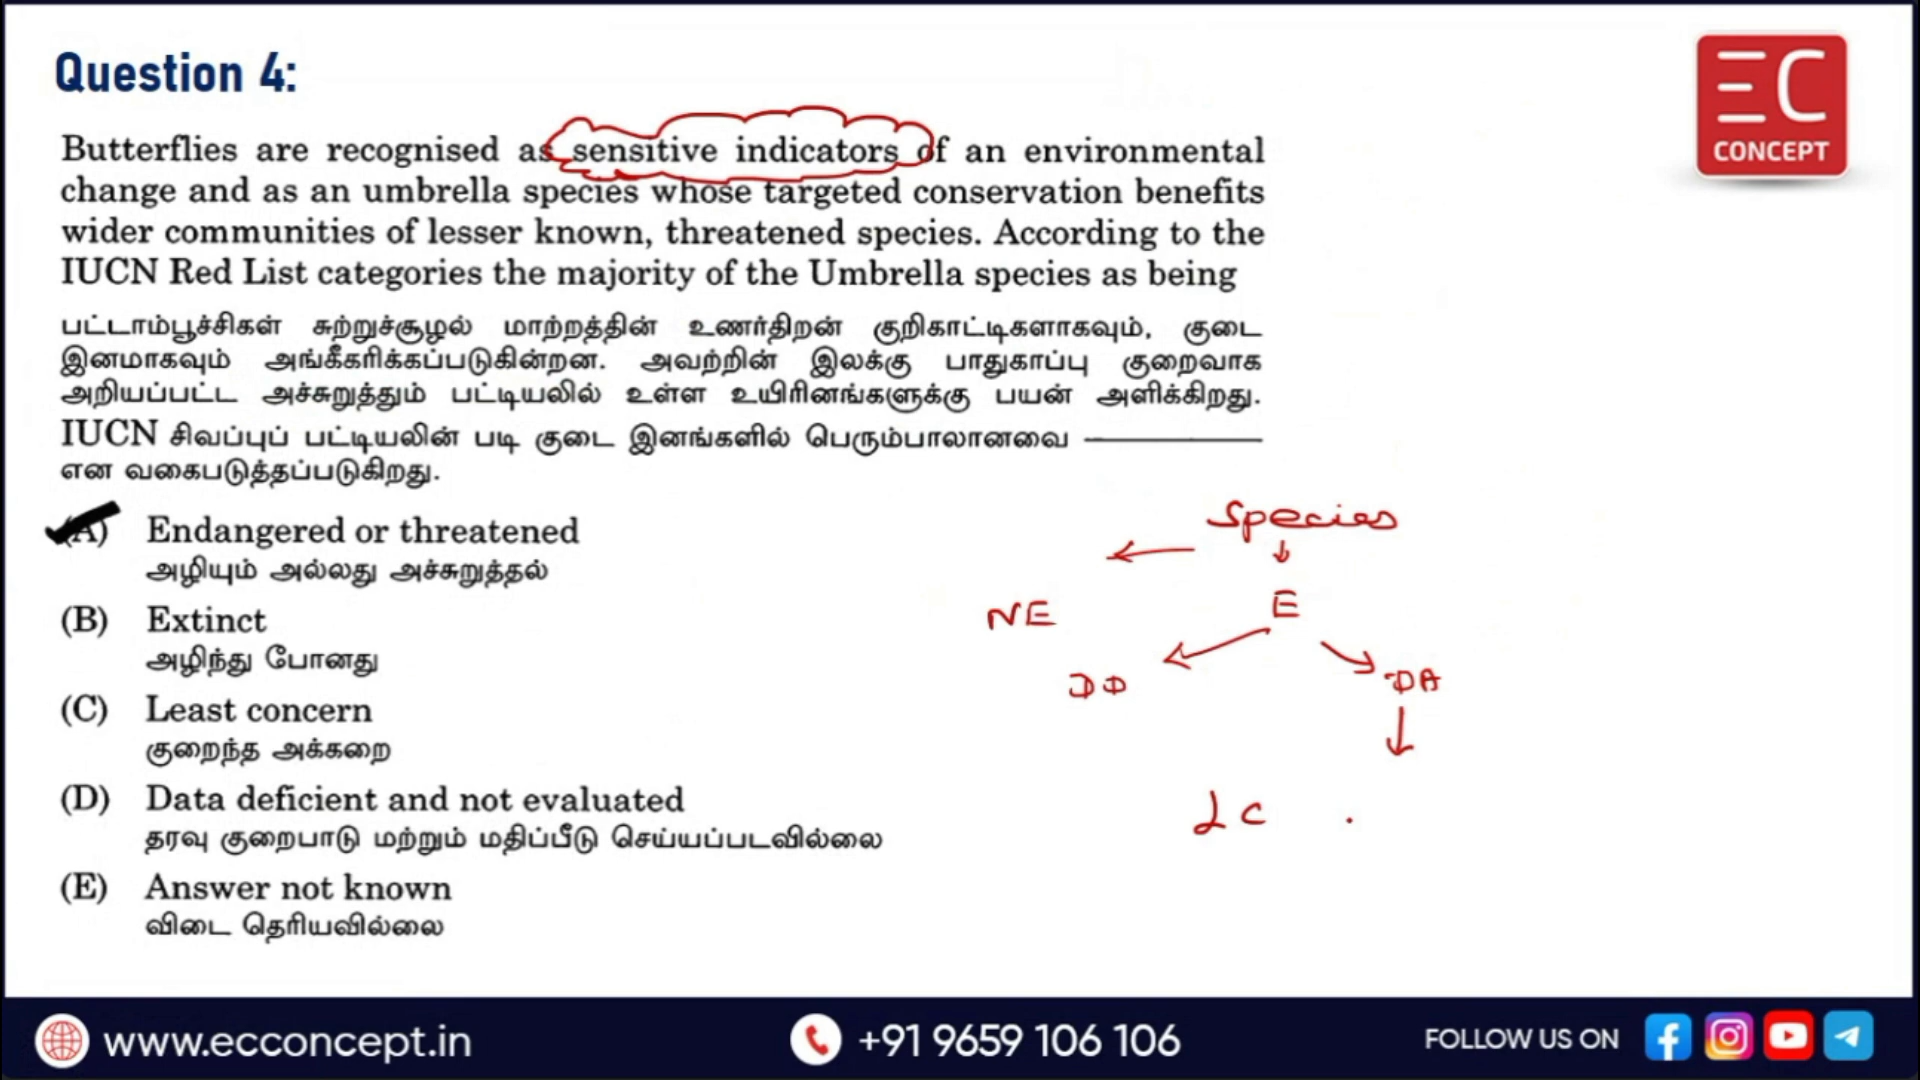 Question 4:
EC
CONCEPT
Butterflies are recognised as sensitive indicators of an environmental
change and as an umbrella species whose targeted conservation benefits
wider communities of lesser known, threatened species. According to the
IUCN Red List categories the majority of the Umbrella species as being
பட்டாம்பூச்சிகள் சுற்றுச்சூழல் மாற்றத்தின் உணர்திறன் குறிகாட்டிகளாகவும், குடை
இனமாகவும் அங்கீகரிக்கப்படுகின்றன. அவற்றின் இலக்கு பாதுகாப்பு குறைவாக
அறியப்பட்ட அச்சுறுத்தும் பட்டியலில் உள்ள உயிரினங்களுக்கு பயன் அளிக்கிறது.
IUCN சிவப்புப் பட்டியலின் படி குடை இனங்களில் பெரும்பாலானவை ————
என வகைபடுத்தப்படுகிறது.
(A) Endangered or threatened
அழியும் அல்லது அச்சுறுத்தல்
(B) Extinct
அழிந்து போனது
(C) Least concern
குறைந்த அக்கறை
(D) Data deficient and not evaluated
தரவு குறைபாடு மற்றும் மதிப்பீடு செய்யப்படவில்லை
(E) Answer not known
விடை தெரியவில்லை
Species
NE E
DD DA
LC .
www.ecconcept.in +91 9659 106 106 FOLLOW US ON